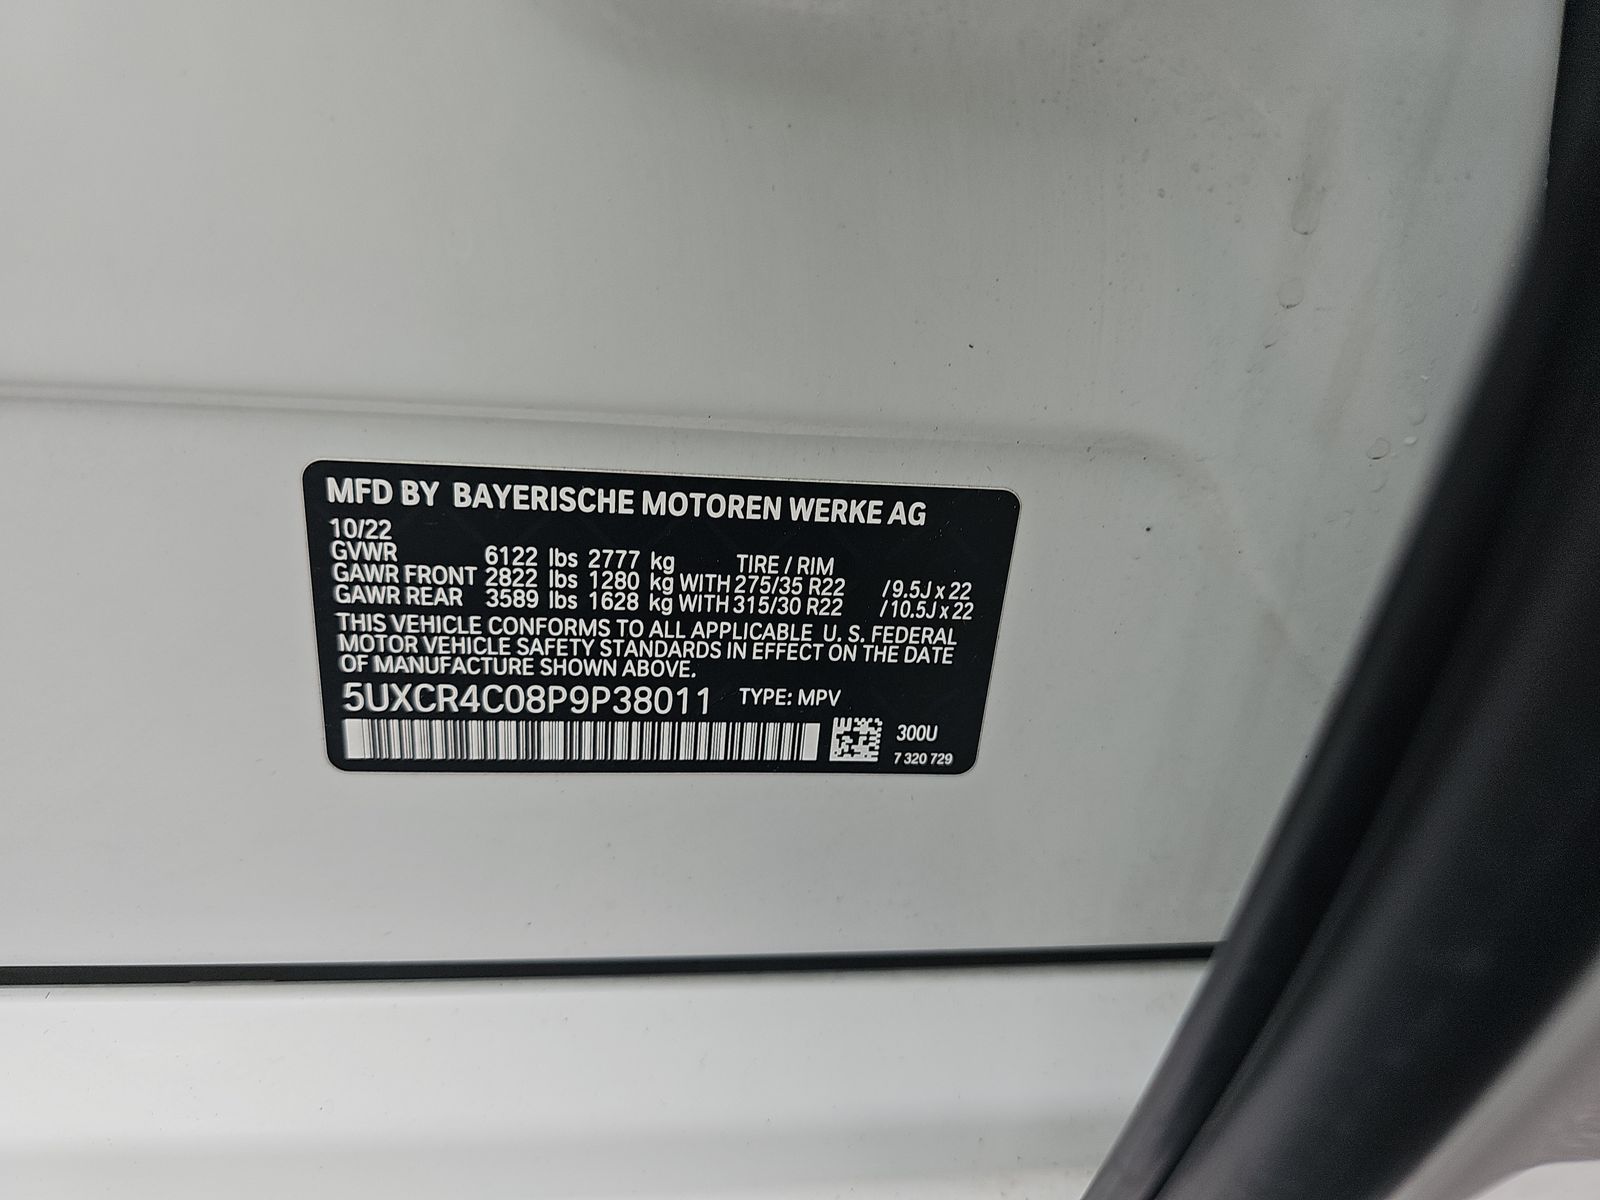 MFD BY BAYERISCHE MOTOREN WERKE AG
10/22
GVWR 6122 lbs 2777 kg TIRE / RIM
GAWR FRONT 2822 lbs 1280 kg WITH 275/35 R22 / 9.5J x 22
GAWR REAR 3589 lbs 1628 kg WITH 315/30 R22 / 10.5J x 22
THIS VEHICLE CONFORMS TO ALL APPLICABLE U. S. FEDERAL
MOTOR VEHICLE SAFETY STANDARDS IN EFFECT ON THE DATE
OF MANUFACTURE SHOWN ABOVE.
5UXCR4C08P9P38011 TYPE: MPV
300U
7 320 729